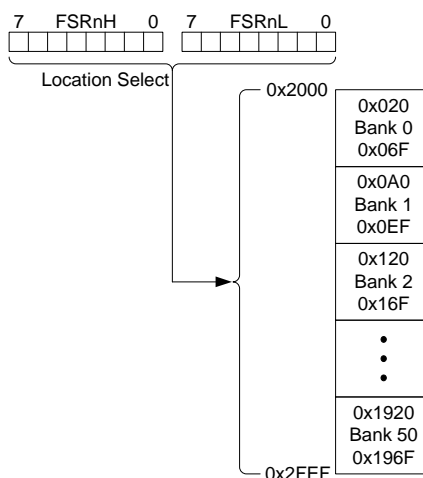 7 FSRnH 0 7 FSRnL 0
Location Select
0x2000
0x020
Bank 0
0x06F
0x0A0
Bank 1
0x0EF
0x120
Bank 2
0x16F
0x1920
Bank 50
0x196F
0x2FEF